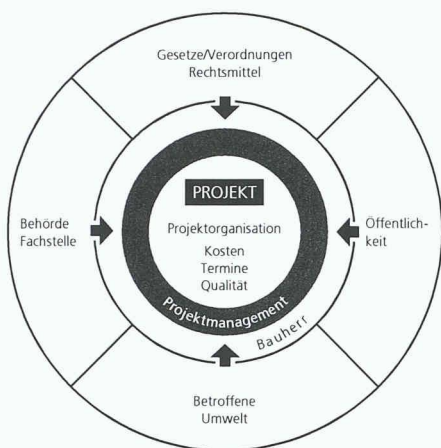 Gesetze/Verordnungen
Rechtsmittel
Behörde
Fachstelle
PROJEKT
Projektorganisation
Kosten
Termine
Qualität
Projektmanagement
Bauherr
Öffentlich-
keit
Betroffene
Umwelt